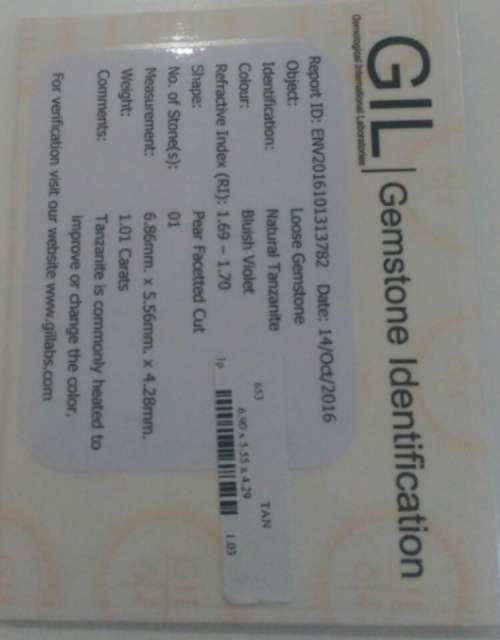 GIL | Gemstone Identification
Gemological International Laboratories
Report ID: ENV2016101313782 Date: 14/Oct/2016
Object: Loose Gemstone
Identification: Natural Tanzanite
Colour: Bluish Violet
Refractive Index (RI): 1.69 - 1.70
Shape: Pear Facetted Cut
No. of Stone(s): 01
Measurement: 6.86mm. x 5.56mm. x 4.28mm.
Weight: 1.01 Carats
Comments: Tanzanite is commonly heated to
improve or change the color.
For verification visit our website www.gillabs.com
653 TAN
6.90 x 5.55 x 4.29
1p 1.03